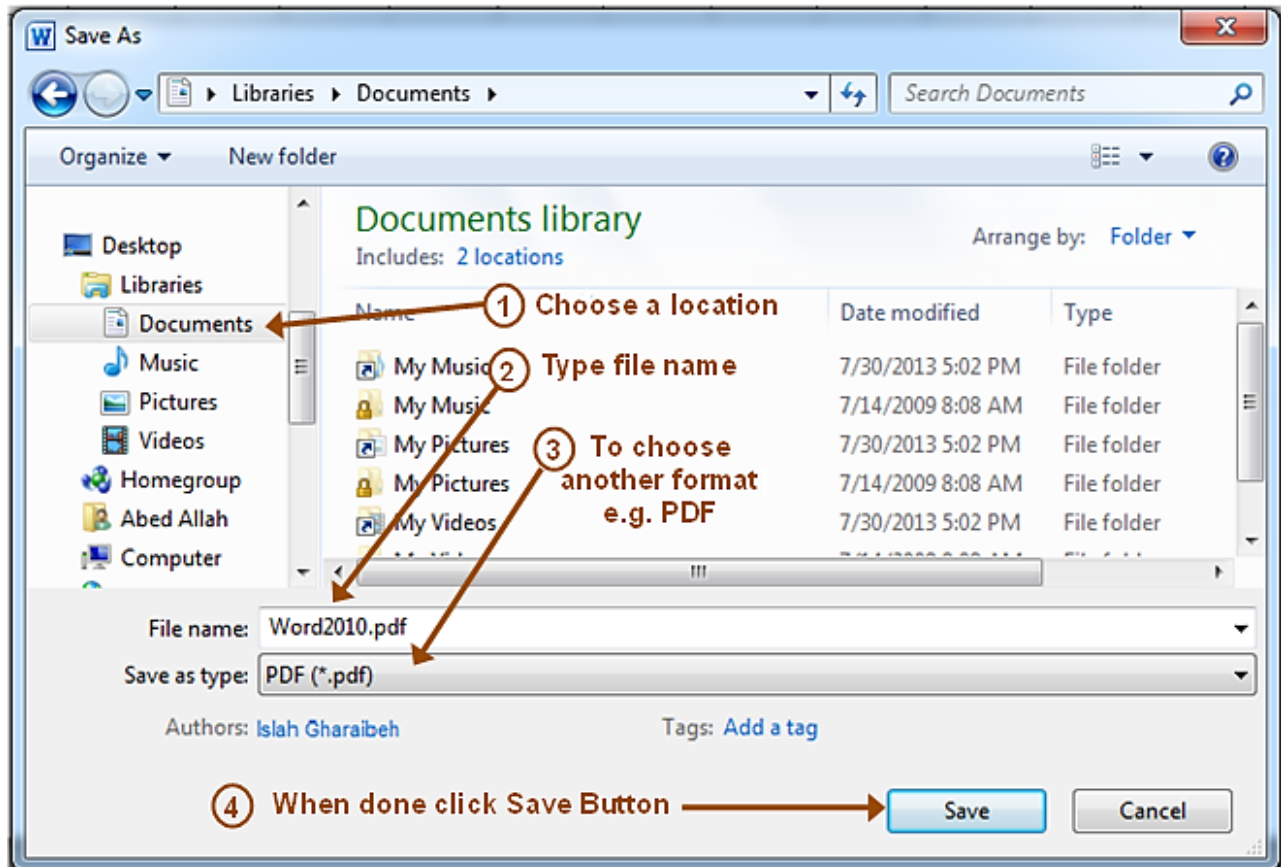 Save As
Libraries Documents
Search Documents
Organize New folder
Documents library
Includes: 2 locations
Arrange by: Folder
Desktop
Libraries
Documents
Music
Pictures
Videos
Homegroup
Abed Allah
Computer
Name Date modified Type
1 Choose a location
My Music 7/30/2013 5:02 PM File folder
2 Type file name
My Music 7/14/2009 8:08 AM File folder
My Pictures 7/30/2013 5:02 PM File folder
3 To choose
another format
e.g. PDF
My Pictures 7/14/2009 8:08 AM File folder
My Videos 7/30/2013 5:02 PM File folder
File name: Word2010.pdf
Save as type: PDF (*.pdf)
Authors: Islah Gharaibeh Tags: Add a tag
4 When done click Save Button
Save Cancel